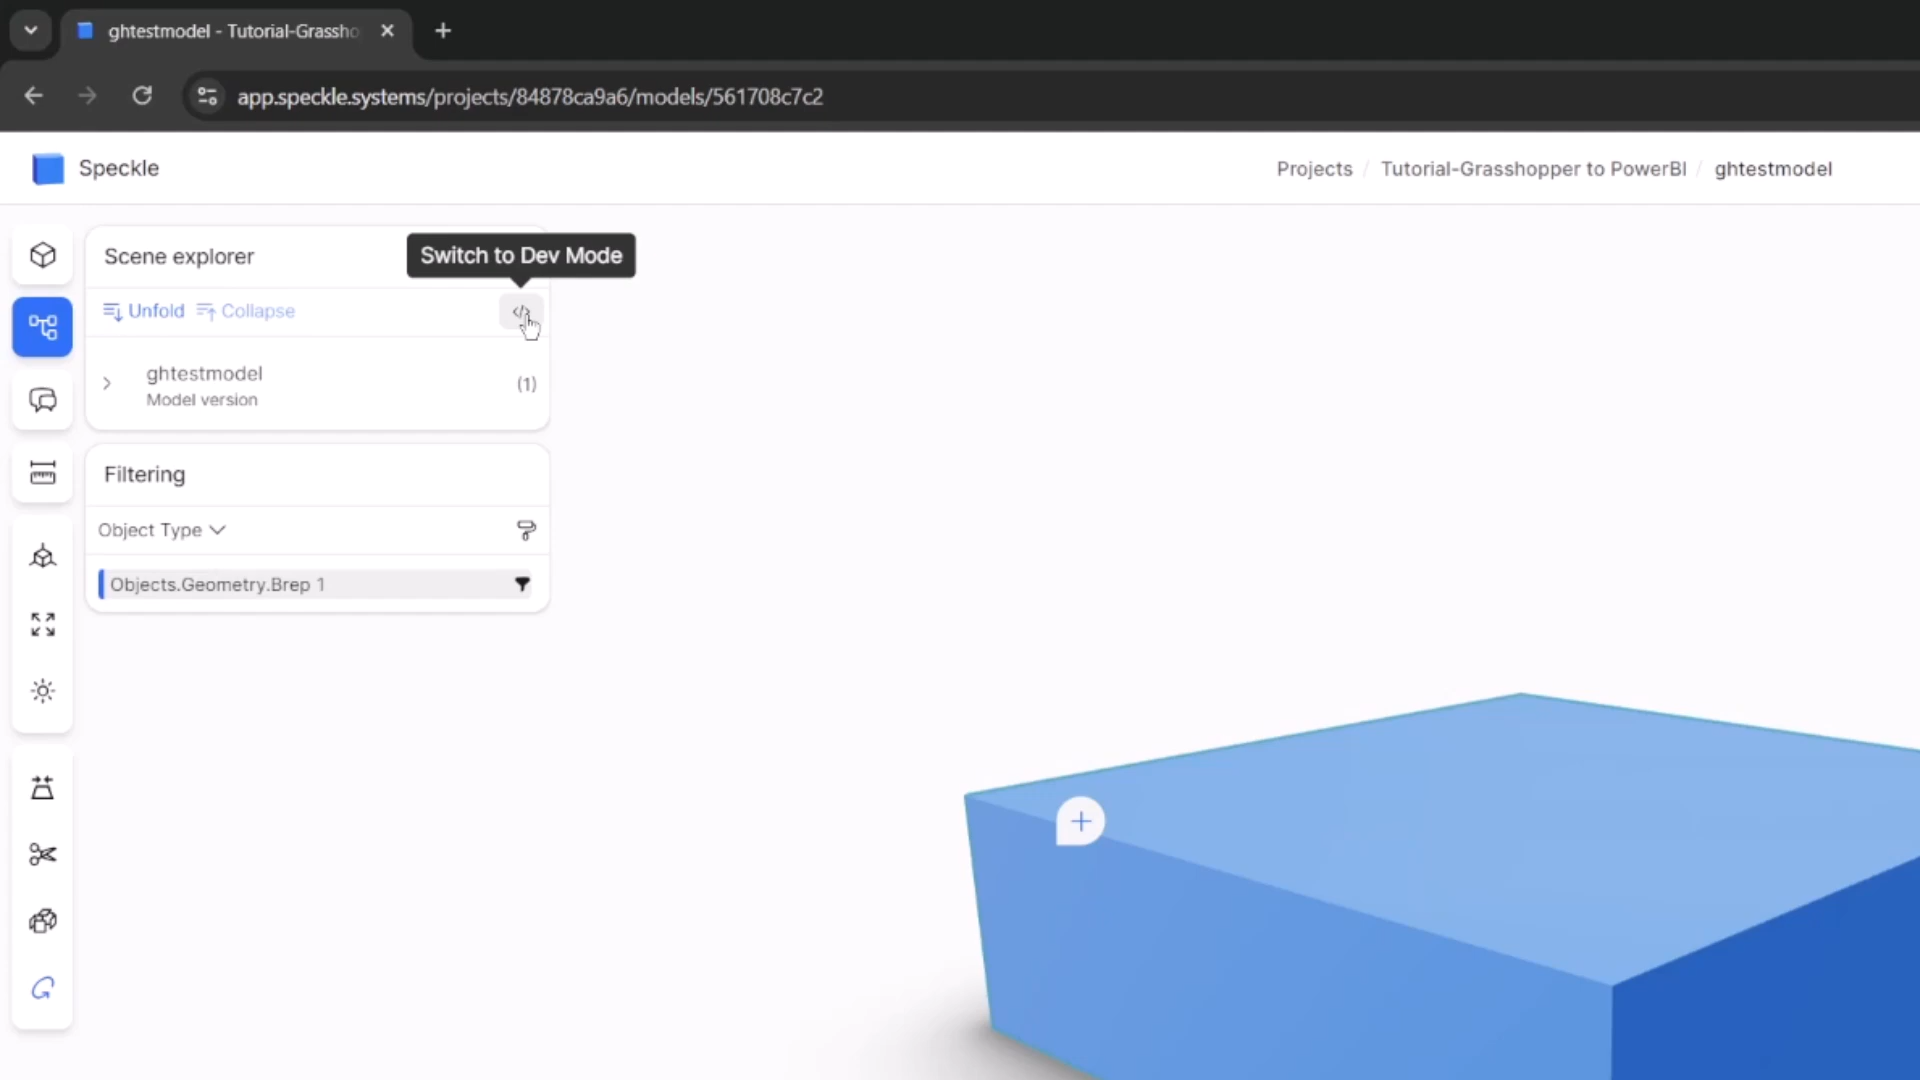 ghtestmodel - Tutorial-Grassho
app.speckle.systems/projects/84878ca9a6/models/561708c7c2
Speckle
Projects / Tutorial-Grasshopper to PowerBI / ghtestmodel
Scene explorer
Switch to Dev Mode
Unfold Collapse
ghtestmodel
(1)
Model version
Filtering
Object Type
Objects.Geometry.Brep 1